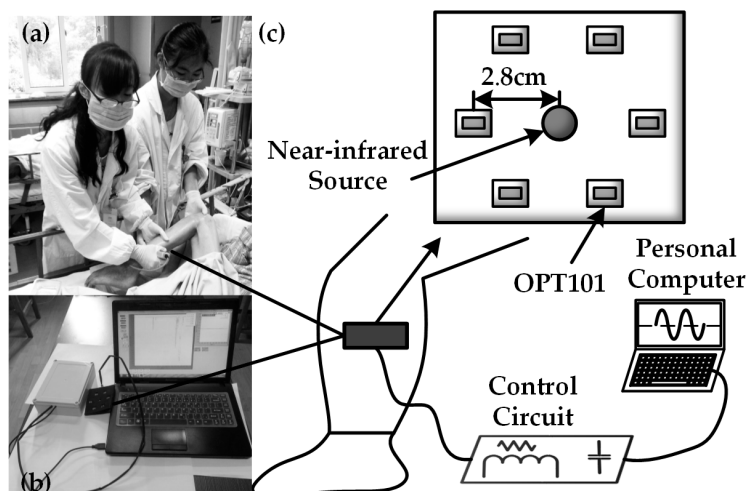 (a)
(c)
2.8cm
Near-infrared
Source
OPT101
Personal
Computer
Control
Circuit
(b)